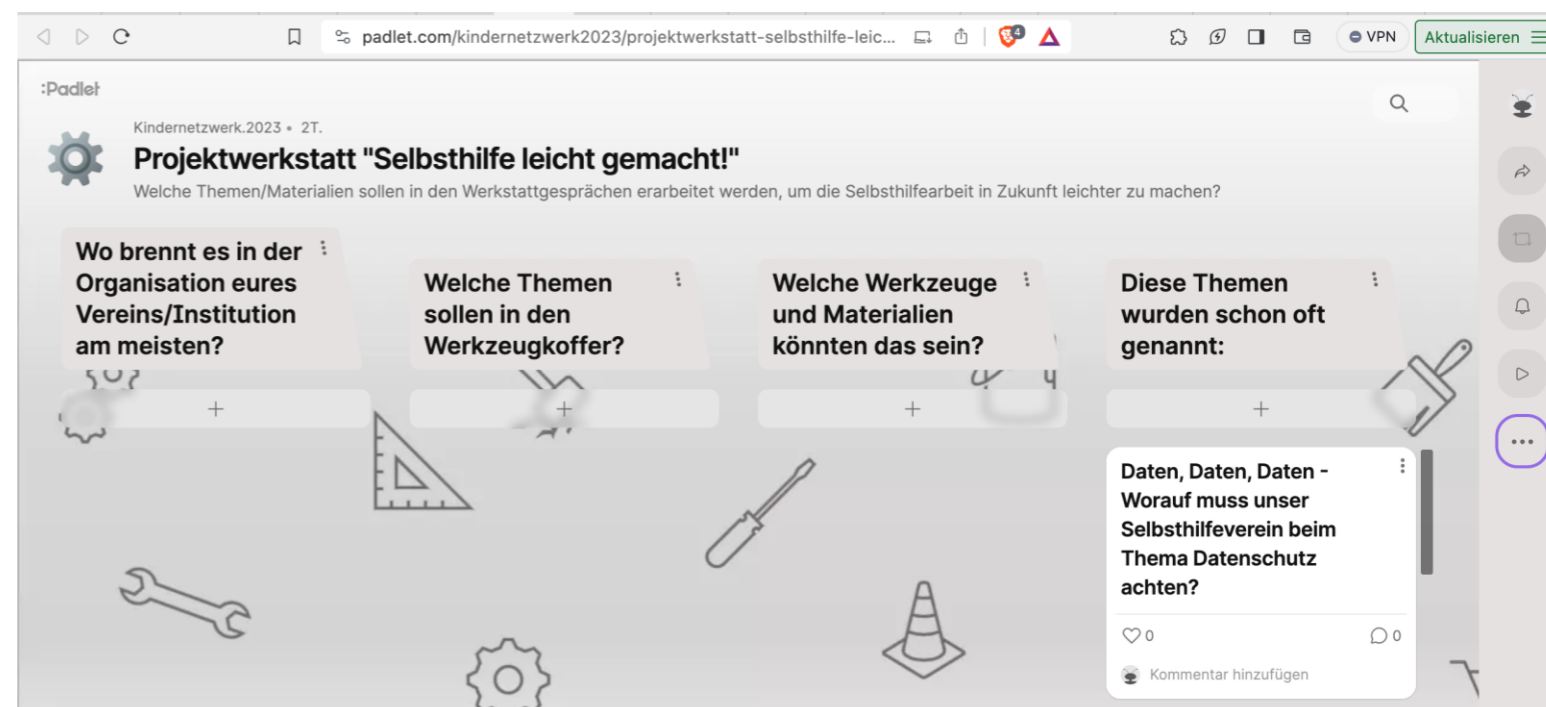 padlet.com/kindernetzwerk2023/projektwerkstatt-selbsthilfe-leic...
4
VPN
Aktualisieren
:Padlet
Kindernetzwerk.2023 • 2T.
Projektwerkstatt "Selbsthilfe leicht gemacht!"
Welche Themen/Materialien sollen in den Werkstattgesprächen erarbeitet werden, um die Selbsthilfearbeit in Zukunft leichter zu machen?
Wo brennt es in der
Organisation eures
Vereins/Institution
am meisten?
Welche Themen
sollen in den
Werkzeugkoffer?
Welche Werkzeuge
und Materialien
könnten das sein?
Diese Themen
wurden schon oft
genannt:
Daten, Daten, Daten -
Worauf muss unser
Selbsthilfeverein beim
Thema Datenschutz
achten?
0
0
Kommentar hinzufügen